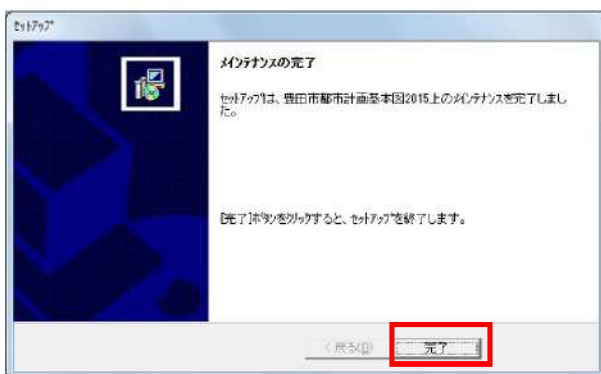 ｾｯﾄｱｯﾌﾟ
ﾒｲﾝﾃﾅﾝｽの完了
ｾｯﾄｱｯﾌﾟは、豊田市都市計画基本図2015上のﾒｲﾝﾃﾅﾝｽを完了しまし
た。
[完了]ﾎﾞﾀﾝをｸﾘｯｸすると、ｾｯﾄｱｯﾌﾟを終了します。
< 戻る(B)
完了